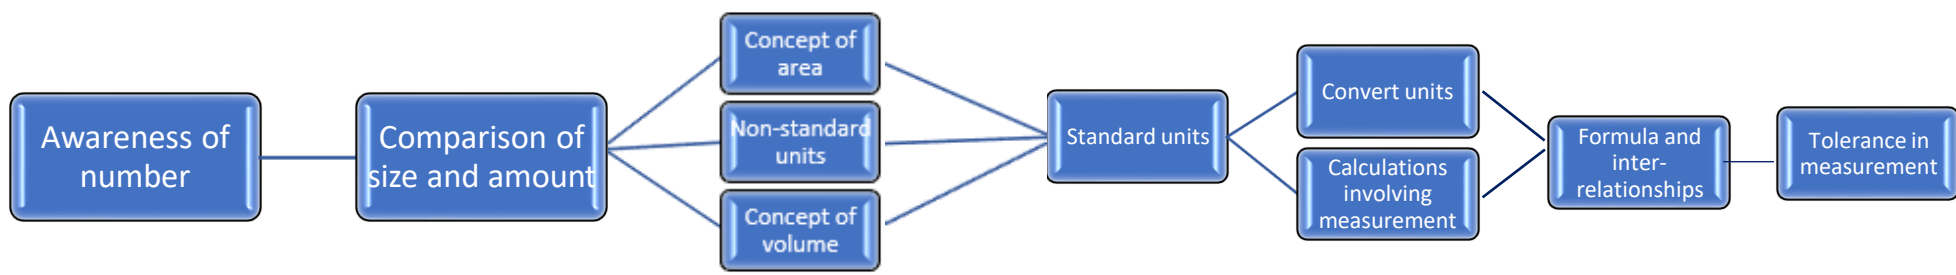 Awareness of
number
Comparison of
size and amount
Concept of
area
Non-standard
units
Concept of
volume
Standard units
Convert units
Calculations
involving
measurement
Formula and
inter-
relationships
Tolerance in
measurement